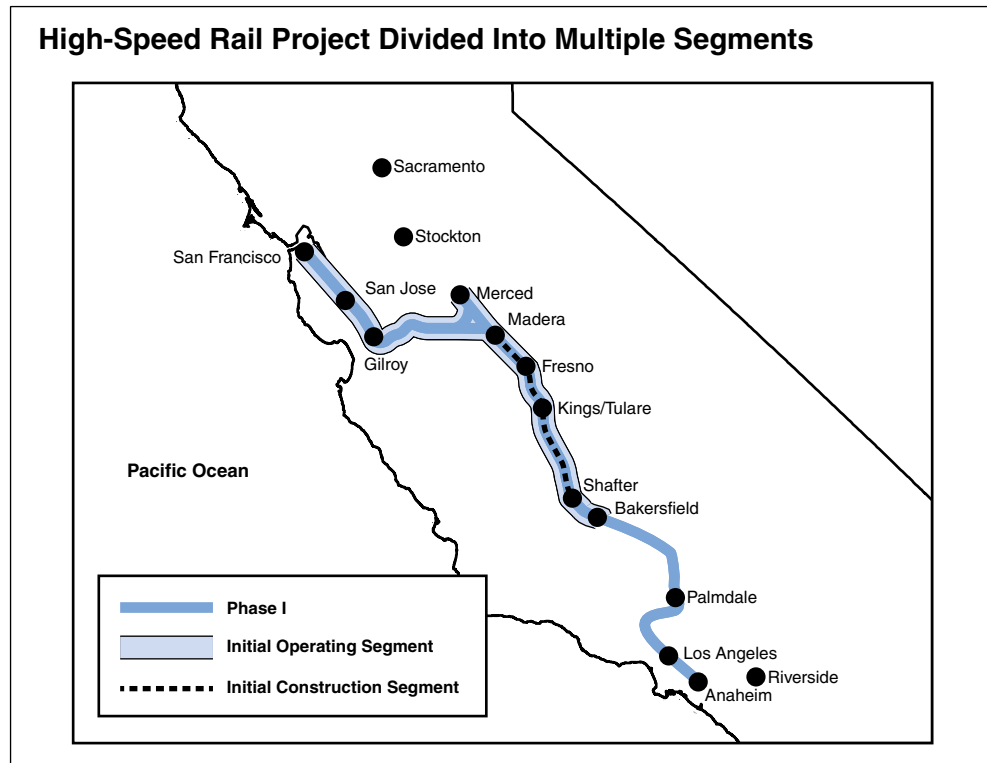 High-Speed Rail Project Divided Into Multiple Segments
Sacramento
Stockton
San Francisco
San Jose
Merced
Madera
Gilroy
Fresno
Kings/Tulare
Pacific Ocean
Shafter
Bakersfield
Phase I
Palmdale
Initial Operating Segment
Los Angeles
Riverside
Initial Construction Segment
Anaheim